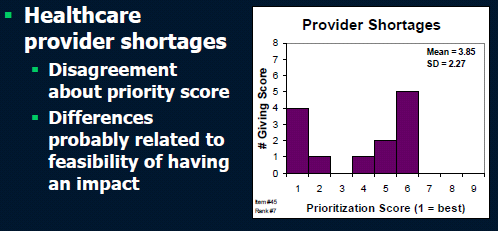 Healthcare
provider shortages
Disagreement
about priority score
Differences
probably related to
feasibility of having
an impact
Provider Shortages
Mean = 3.85
SD = 2.27
# Giving Score
8
7
6
5
4
3
2
1
0
1 2 3 4 5 6 7 8 9
Prioritization Score (1 = best)
Item #45
Rank #7